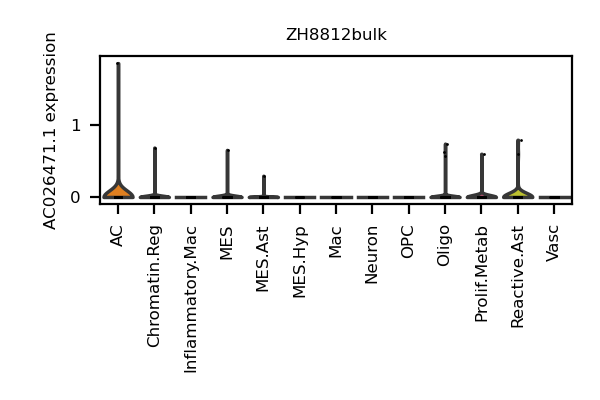 ZH8812bulk
AC026471.1 expression
1
0
AC
Chromatin.Reg
Inflammatory.Mac
MES
MES.Ast
MES.Hyp
Mac
Neuron
OPC
Oligo
Prolif.Metab
Reactive.Ast
Vasc